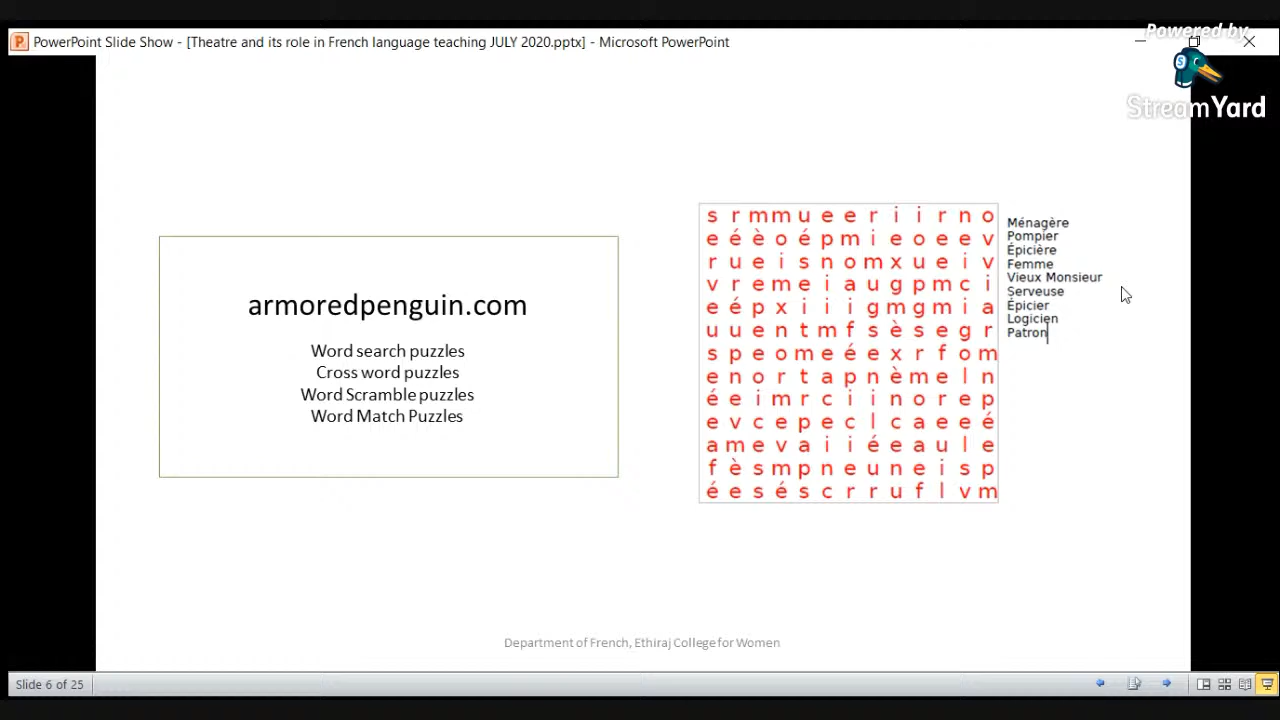 PowerPoint Slide Show - [Theatre and its role in French language teaching JULY 2020.pptx] - Microsoft PowerPoint
Powered by
StreamYard
armoredpenguin.com
Word search puzzles
Cross word puzzles
Word Scramble puzzles
Word Match Puzzles
s r m m u e e r i i r n o
e é è o é p m i e o e e v
r u e i s n o m x u e i v
v r e m e i a u g p m c i
e é p x i i i g m g m i a
u u e n t m f s è s e g r
s p e o m e é e x r f o m
e n o r t a p n è m e l n
é e i m r c i i n o r e p
e v c e p e c l c a e e é
a m e v a i i é e a u l e
f è s m p n e u n e i s p
é e s é s c r r u f l v m
Ménagère
Pompier
Épicière
Femme
Vieux Monsieur
Serveuse
Épicier
Logicien
Patron
Department of French, Ethiraj College for Women
Slide 6 of 25